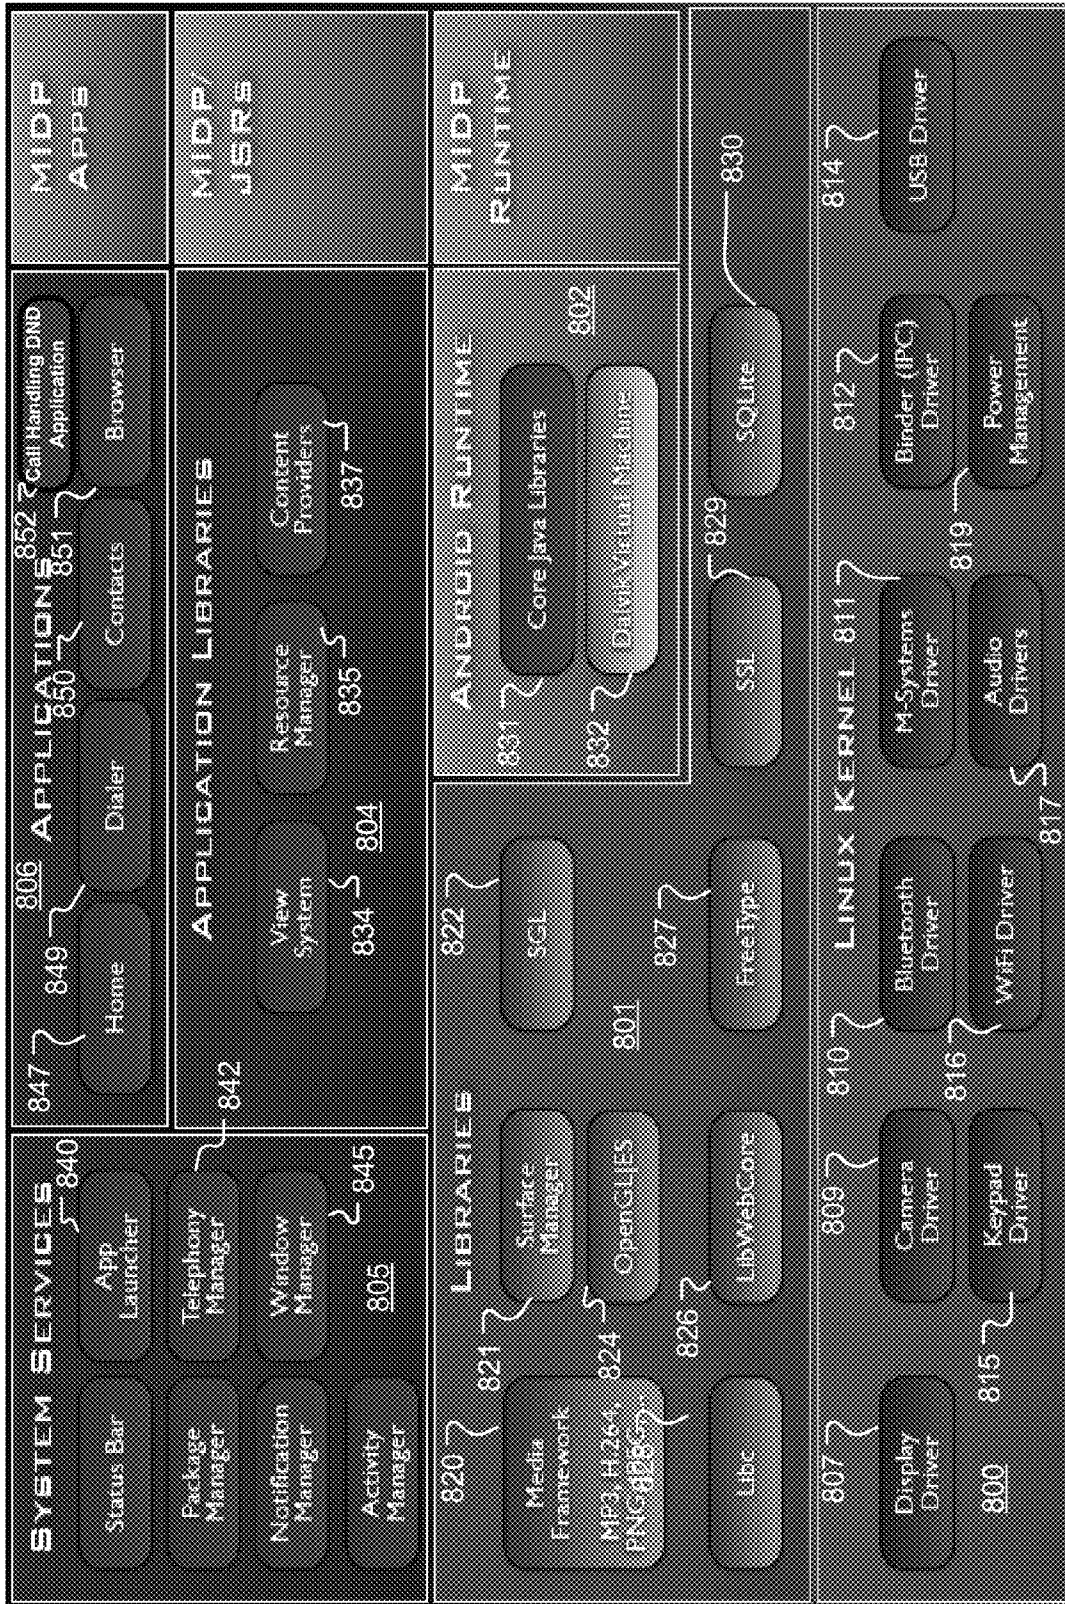 SYSTEM SERVICES
840
Status Bar
App
Launcher
Package
Manager
Telephony
Manager
842
Notification
Manager
Window
Manager
845
Activity
Manager
805
847
849
806
APPLICATIONS
850
851
852
Home
Dialer
Contacts
Browser
Call Handling DND
Application
MIDP
APPS
APPLICATION LIBRARIES
View
System
834
804
Resource
Manager
835
Content
Providers
837
MIDP/
JSRS
LIBRARIES
820
821
822
Media
Framework
MP3, H.264,
PNG,
Surface
Manager
SGL
824
OpenGL|ES
801
826
827
829
830
Libc
LibWebCore
FreeType
SSL
SQLite
ANDROID RUNTIME
831
Core Java Libraries
832
Dalvik Virtual Machine
802
MIDP
RUNTIME
LINUX KERNEL
807
809
810
811
812
814
Display
Driver
Camera
Driver
Bluetooth
Driver
M-Systems
Driver
Binder (IPC)
Driver
USB Driver
800
815
816
817
819
Keypad
Driver
WiFi Driver
Audio
Drivers
Power
Management